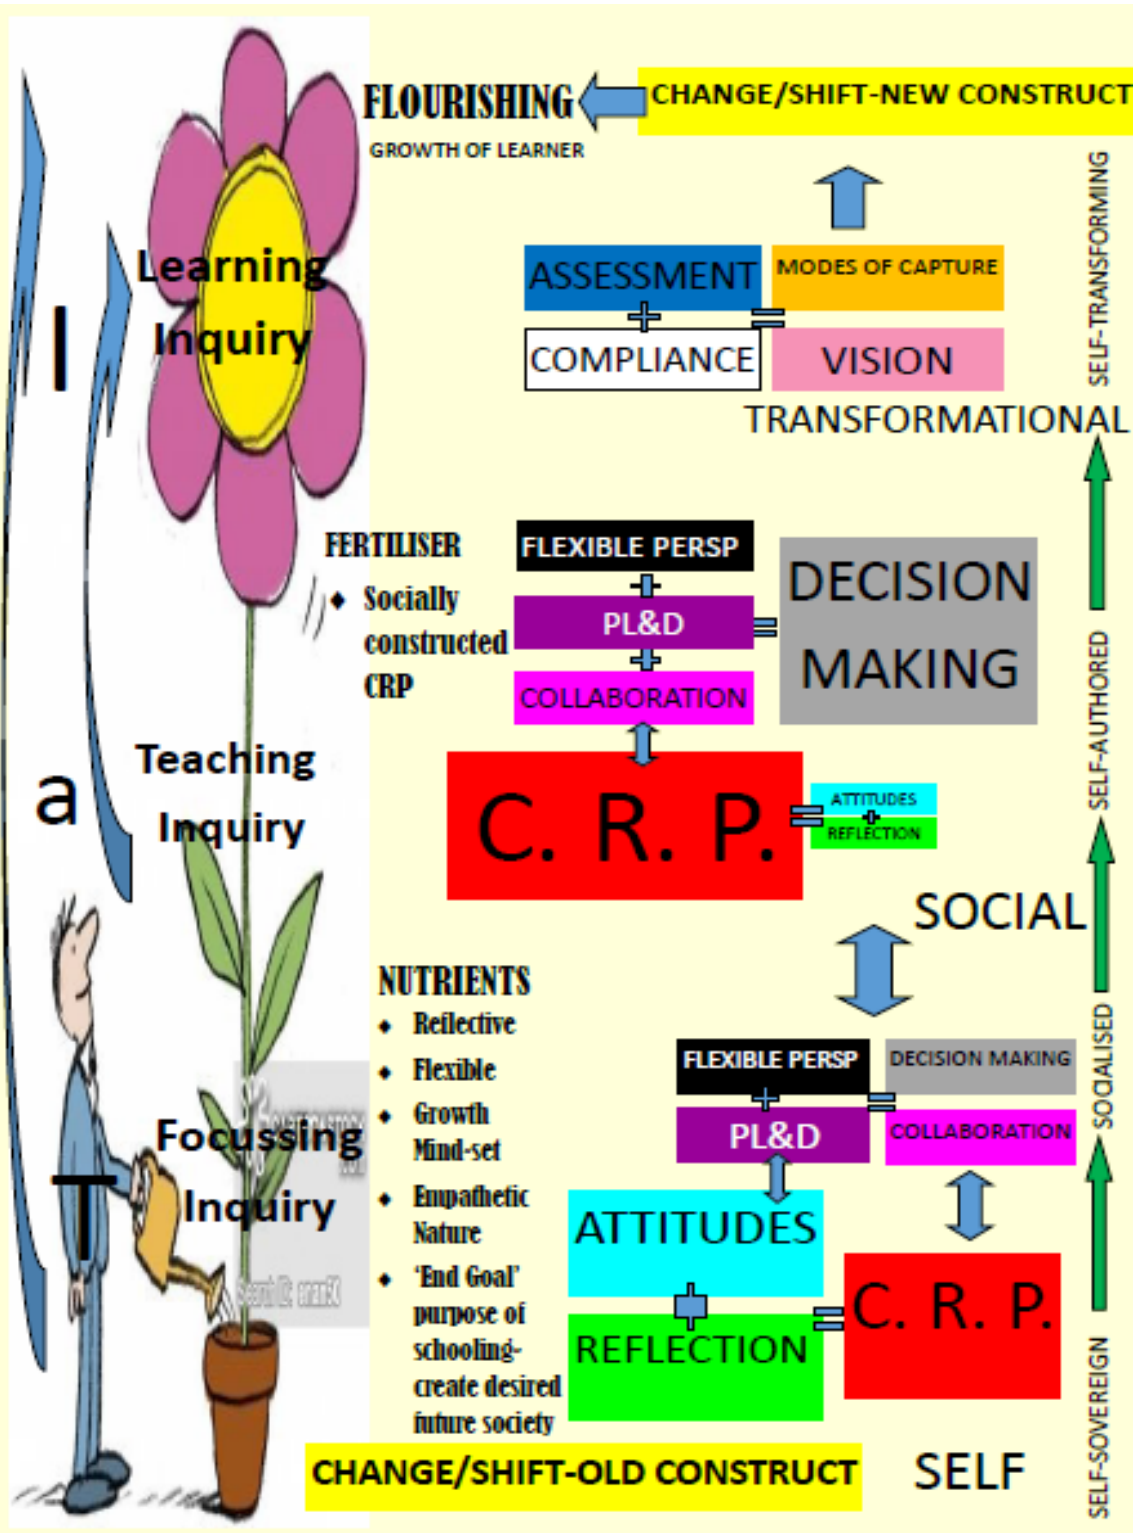 FLOURISHING
CHANGE/SHIFT-NEW CONSTRUCT
GROWTH OF LEARNER
SELF-TRANSFORMING
Learning
Inquiry
I
ASSESSMENT
MODES OF CAPTURE
+
=
COMPLIANCE
VISION
TRANSFORMATIONAL
FERTILISER
◆ Socially
constructed
CRP
FLEXIBLE PERSP
+
PL&D
=
+
COLLABORATION
DECISION
MAKING
SELF-AUTHORED
Teaching
Inquiry
a
C. R. P.
=
ATTITUDES
+
REFLECTION
SOCIAL
NUTRIENTS
◆ Reflective
◆ Flexible
◆ Growth
Mind-set
◆ Empathetic
Nature
◆ ‘End Goal’
purpose of
schooling-
create desired
future society
SOCIALISED
FLEXIBLE PERSP
DECISION MAKING
+
=
PL&D
COLLABORATION
Focussing
Inquiry
T
search ID: anan50
ATTITUDES
+
REFLECTION
=
C. R. P.
SELF-SOVEREIGN
CHANGE/SHIFT-OLD CONSTRUCT
SELF